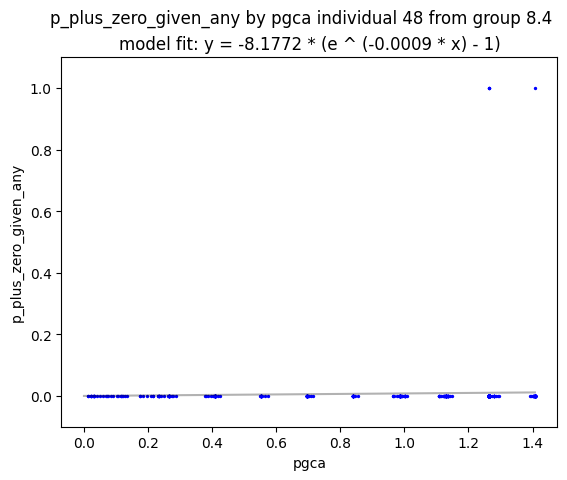 p_plus_zero_given_any by pgca individual 48 from group 8.4
model fit: y = -8.1772 * (e ^ (-0.0009 * x) - 1)
1.0
0.8
0.6
0.4
0.2
0.0
p_plus_zero_given_any
0.0 0.2 0.4 0.6 0.8 1.0 1.2 1.4
pgca